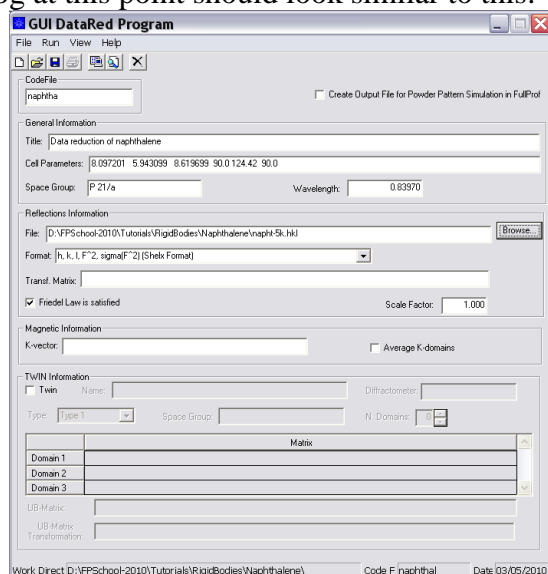 og at this point should look similar to this:
GUI DataRed Program
File Run View Help
CodeFile
naphtha
Create Output File for Powder Pattern Simulation in FullProf
General Information
Title: Data reduction of naphthalene
Cell Parameters: 8.097201 5.943099 8.619699 90.0 124.42 90.0
Space Group: P 21/a Wavelength: 0.83970
Reflections Information
File: D:\FPSchool-2010\Tutorials\RigidBodies\Naphthalene\napht-5k.hkl Browse...
Format: h, k, l, F^2, sigma(F^2) (Shelx Format)
Transf. Matrix:
Friedel Law is satisfied Scale Factor: 1.000
Magnetic Information
K-vector: Average K-domains
TWIN Information
Twin Name: Diffractometer:
Type: Type 1 Space Group: N. Domains: 0
Matrix
Domain 1
Domain 2
Domain 3
UB-Matrix:
UB-Matrix
Transformation:
Work Direct D:\FPSchool-2010\Tutorials\RigidBodies\Naphthalene\ Code F naphthal Date 03/05/2010